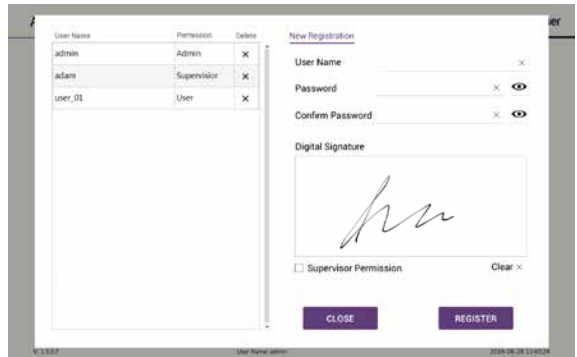 User Name Permission Delete
admin Admin ×
adam Supervisior ×
user_01 User ×
New Registration
User Name ×
Password ×
Confirm Password ×
Digital Signature
Supervisor Permission Clear ×
CLOSE REGISTER
User Name: admin